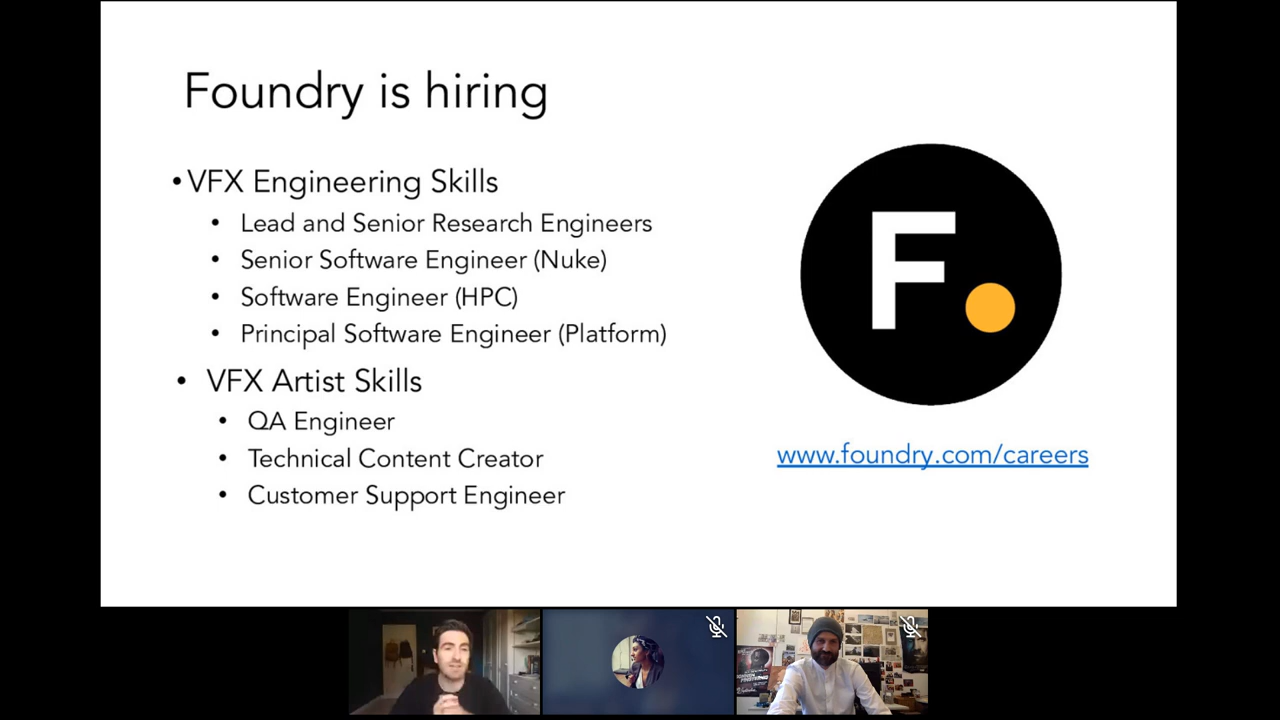 Foundry is hiring
•VFX Engineering Skills
• Lead and Senior Research Engineers
• Senior Software Engineer (Nuke)
• Software Engineer (HPC)
• Principal Software Engineer (Platform)
• VFX Artist Skills
• QA Engineer
• Technical Content Creator
• Customer Support Engineer
F.
www.foundry.com/careers